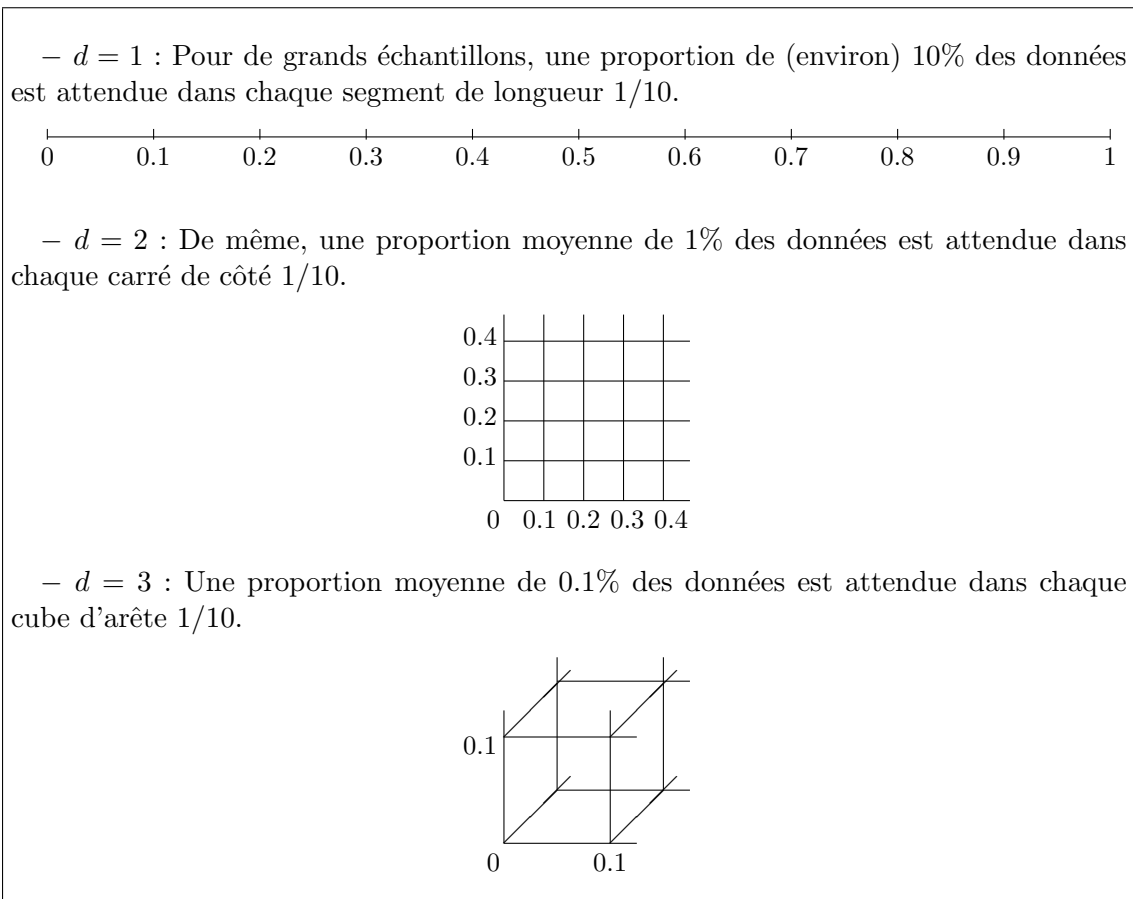 – d = 1 : Pour de grands échantillons, une proportion de (environ) 10% des données
est attendue dans chaque segment de longueur 1/10.
0 0.1 0.2 0.3 0.4 0.5 0.6 0.7 0.8 0.9 1
– d = 2 : De même, une proportion moyenne de 1% des données est attendue dans
chaque carré de côté 1/10.
0.4
0.3
0.2
0.1
0 0.1 0.2 0.3 0.4
– d = 3 : Une proportion moyenne de 0.1% des données est attendue dans chaque
cube d'arête 1/10.
0.1
0 0.1